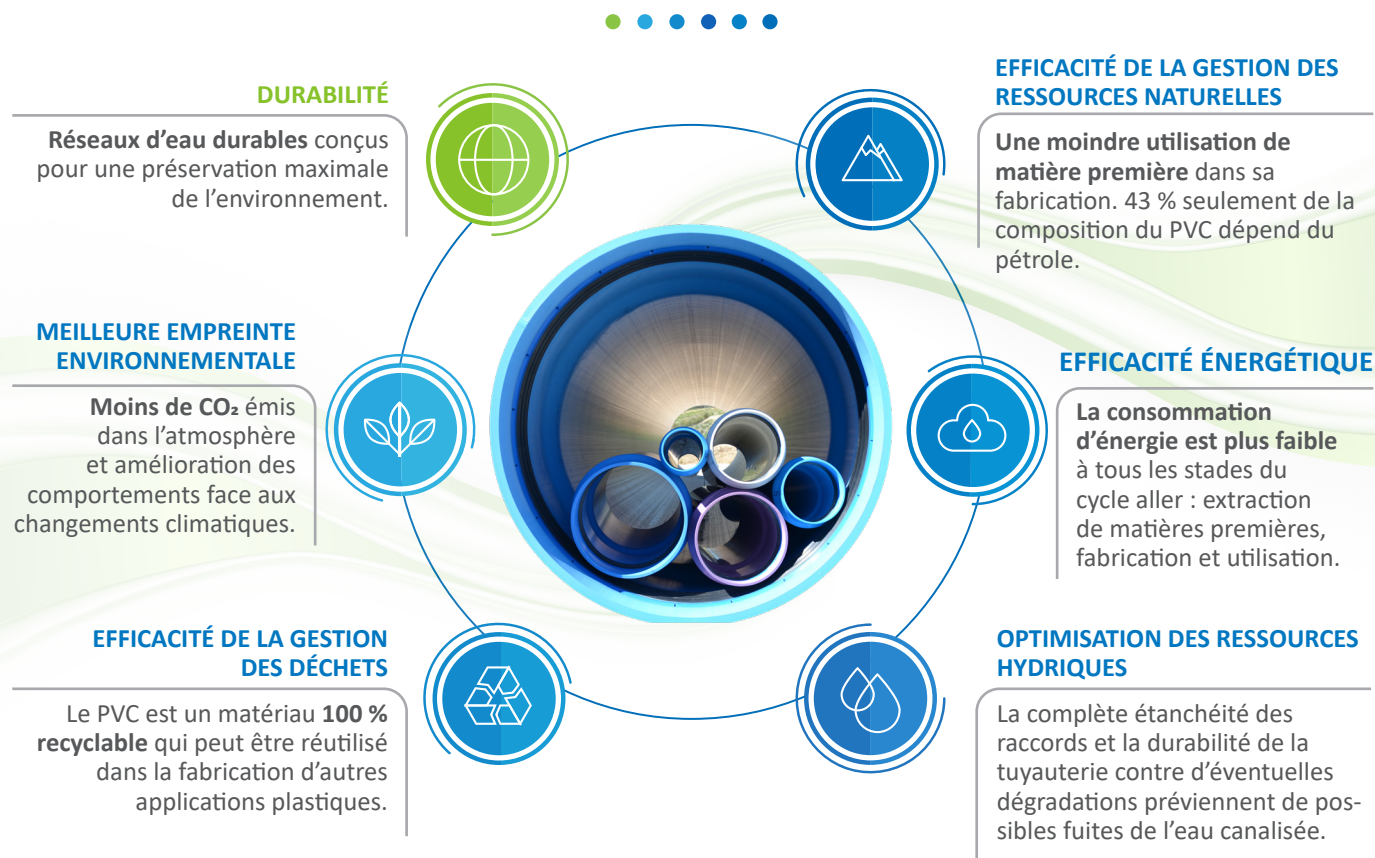 DURABILITÉ
Réseaux d'eau durables conçus
pour une préservation maximale
de l'environnement.
MEILLEURE EMPREINTE
ENVIRONNEMENTALE
Moins de CO₂ émis
dans l'atmosphère
et amélioration des
comportements face aux
changements climatiques.
EFFICACITÉ DE LA GESTION
DES DÉCHETS
Le PVC est un matériau 100 %
recyclable qui peut être réutilisé
dans la fabrication d'autres
applications plastiques.
EFFICACITÉ DE LA GESTION DES
RESSOURCES NATURELLES
Une moindre utilisation de
matière première dans sa
fabrication. 43 % seulement de la
composition du PVC dépend du
pétrole.
EFFICACITÉ ÉNERGÉTIQUE
La consommation
d'énergie est plus faible
à tous les stades du
cycle aller : extraction
de matières premières,
fabrication et utilisation.
OPTIMISATION DES RESSOURCES
HYDRIQUES
La complète étanchéité des
raccords et la durabilité de la
tuyauterie contre d'éventuelles
dégradations préviennent de pos-
sibles fuites de l'eau canalisée.